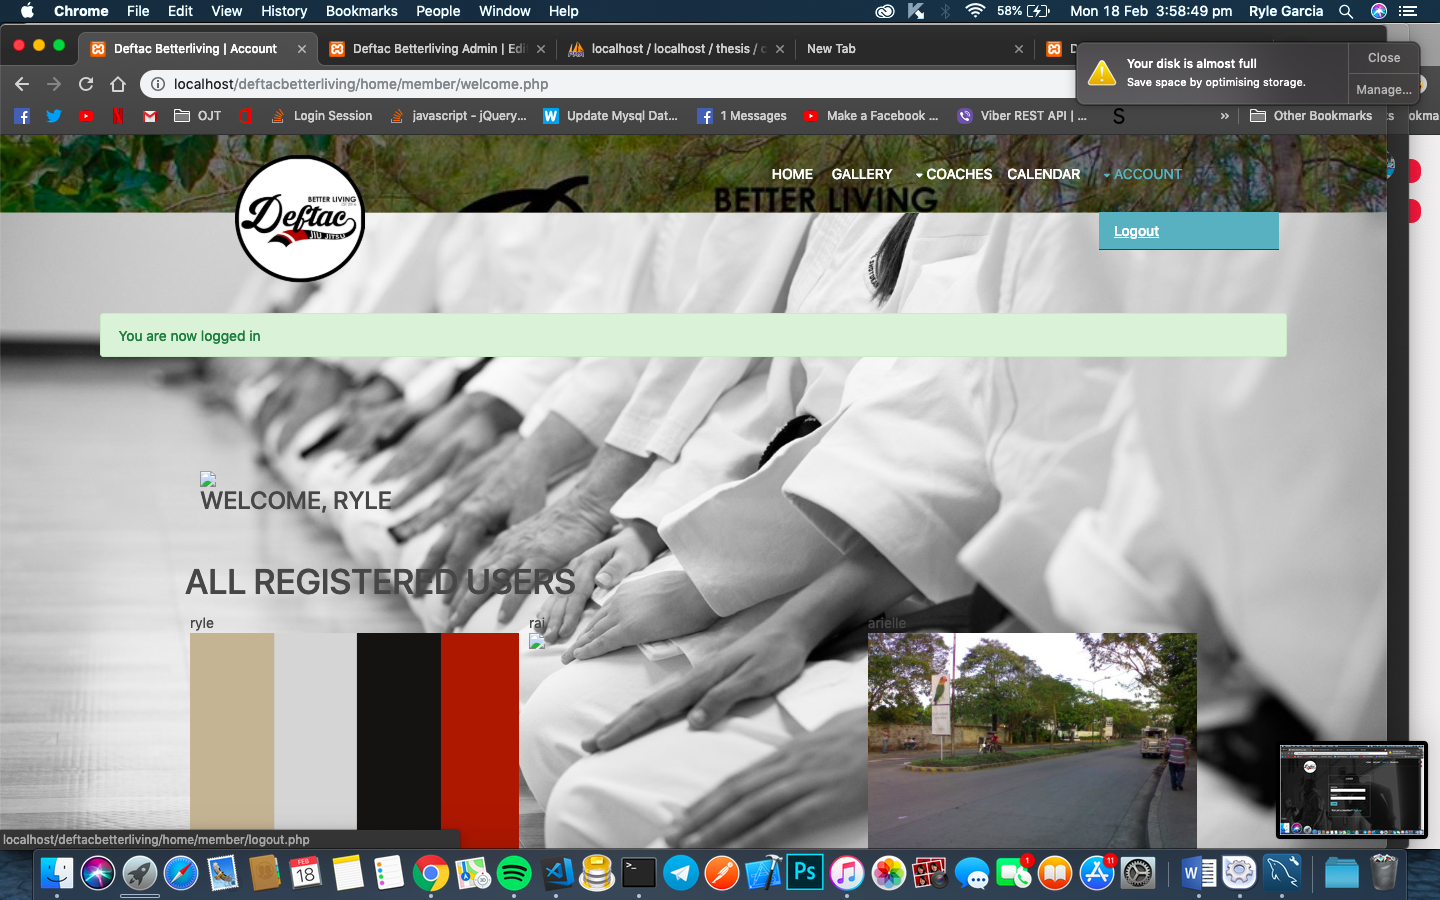 Chrome File Edit View History Bookmarks People Window Help 58% Mon 18 Feb 3:58:49 pm Ryle Garcia
Deftac Betterliving | Account
Deftac Betterliving Admin | Edi
localhost / localhost / thesis / c
New Tab
D
Your disk is almost full
Save space by optimising storage.
Close
Manage...
localhost/deftacbetterliving/home/member/welcome.php
OJT
Login Session
javascript - jQuery...
Update Mysql Dat...
1 Messages
Make a Facebook ...
Viber REST API | ...
S
»
Other Bookmarks
BETTER LIVING
Deftac
JIU JITSU
BETTER LIVING
HOME GALLERY COACHES CALENDAR ACCOUNT
Logout
You are now logged in
WELCOME, RYLE
ALL REGISTERED USERS
ryle
rai
arielle
localhost/deftacbetterliving/home/member/logout.php
FEB
18
Ps
1
11
W